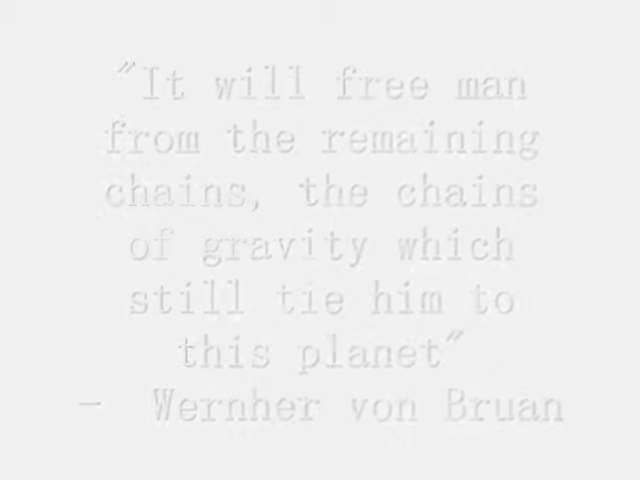 "It will free man
from the remaining
chains, the chains
of gravity which
still tie him to
this planet"
- Wernher von Bruan